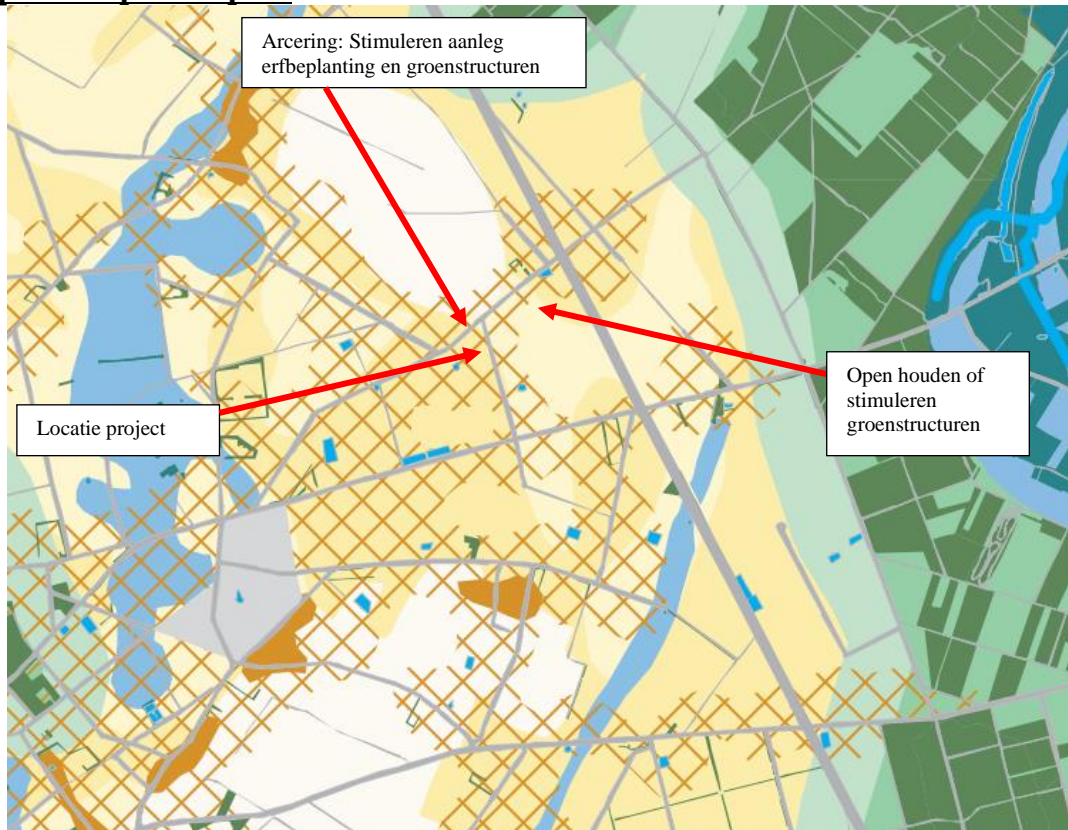 Arcering: Stimuleren aanleg
erfbeplanting en groenstructuren
Locatie project
Open houden of
stimuleren
groenstructuren